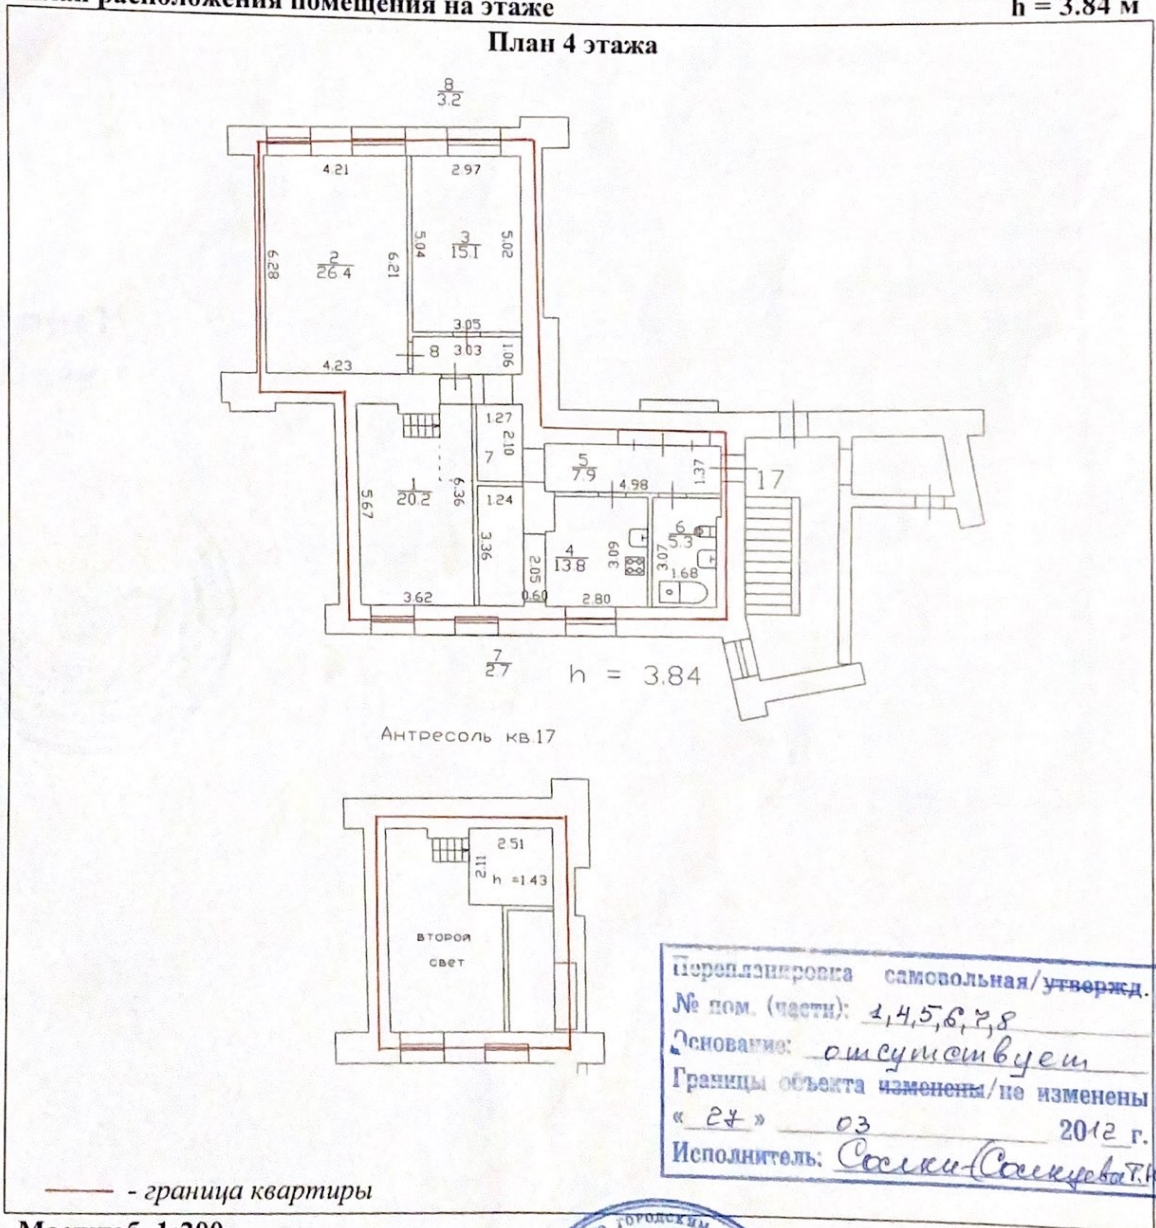 расположения помещения на этаже
h = 3.84 м
План 4 этажа
8
3.2
4.21
2.97
6.28
2
26.4
6.21
5.04
3
15.1
5.02
3.05
8
3.03
1.06
4.23
1.27
2.10
7
1
20.2
6.36
5.67
1.24
3.36
5
7.9
4.98
1.37
17
4
13.8
3.09
2.05
6
5.3
3.07
1.68
3.62
0.60
2.80
7
2.7
h = 3.84
Антресоль кв.17
2.51
2.11
h =1.43
второй
свет
Перепланировка самовольная/утвержд.
№ пом. (части): 1,4,5,6,7,8
Основание: отсутствует
Границы объекта изменены/не изменены
« 27 » 03 2012 г.
Исполнитель:
- граница квартиры
Масштаб 1:200
городским